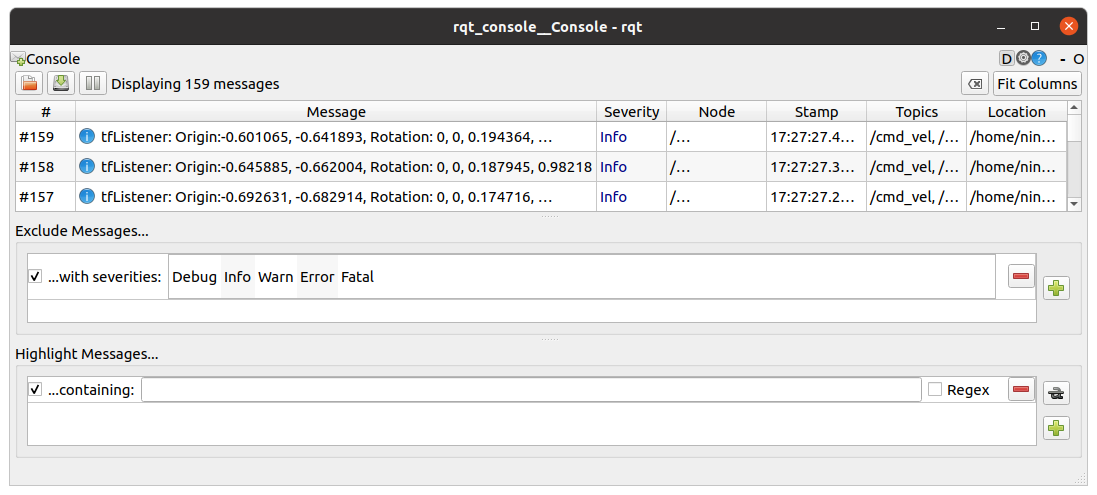 rqt_console__Console - rqt
Console D ? - O
Displaying 159 messages Fit Columns
# Message Severity Node Stamp Topics Location
#159 tfListener: Origin:-0.601065, -0.641893, Rotation: 0, 0, 0.194364, ... Info /... 17:27:27.4... /cmd_vel, /... /home/nin...
#158 tfListener: Origin:-0.645885, -0.662004, Rotation: 0, 0, 0.187945, 0.98218 Info /... 17:27:27.3... /cmd_vel, /... /home/nin...
#157 tfListener: Origin:-0.692631, -0.682914, Rotation: 0, 0, 0.174716, ... Info /... 17:27:27.2... /cmd_vel, /... /home/nin...
Exclude Messages...
...with severities: Debug Info Warn Error Fatal
Highlight Messages...
...containing: Regex